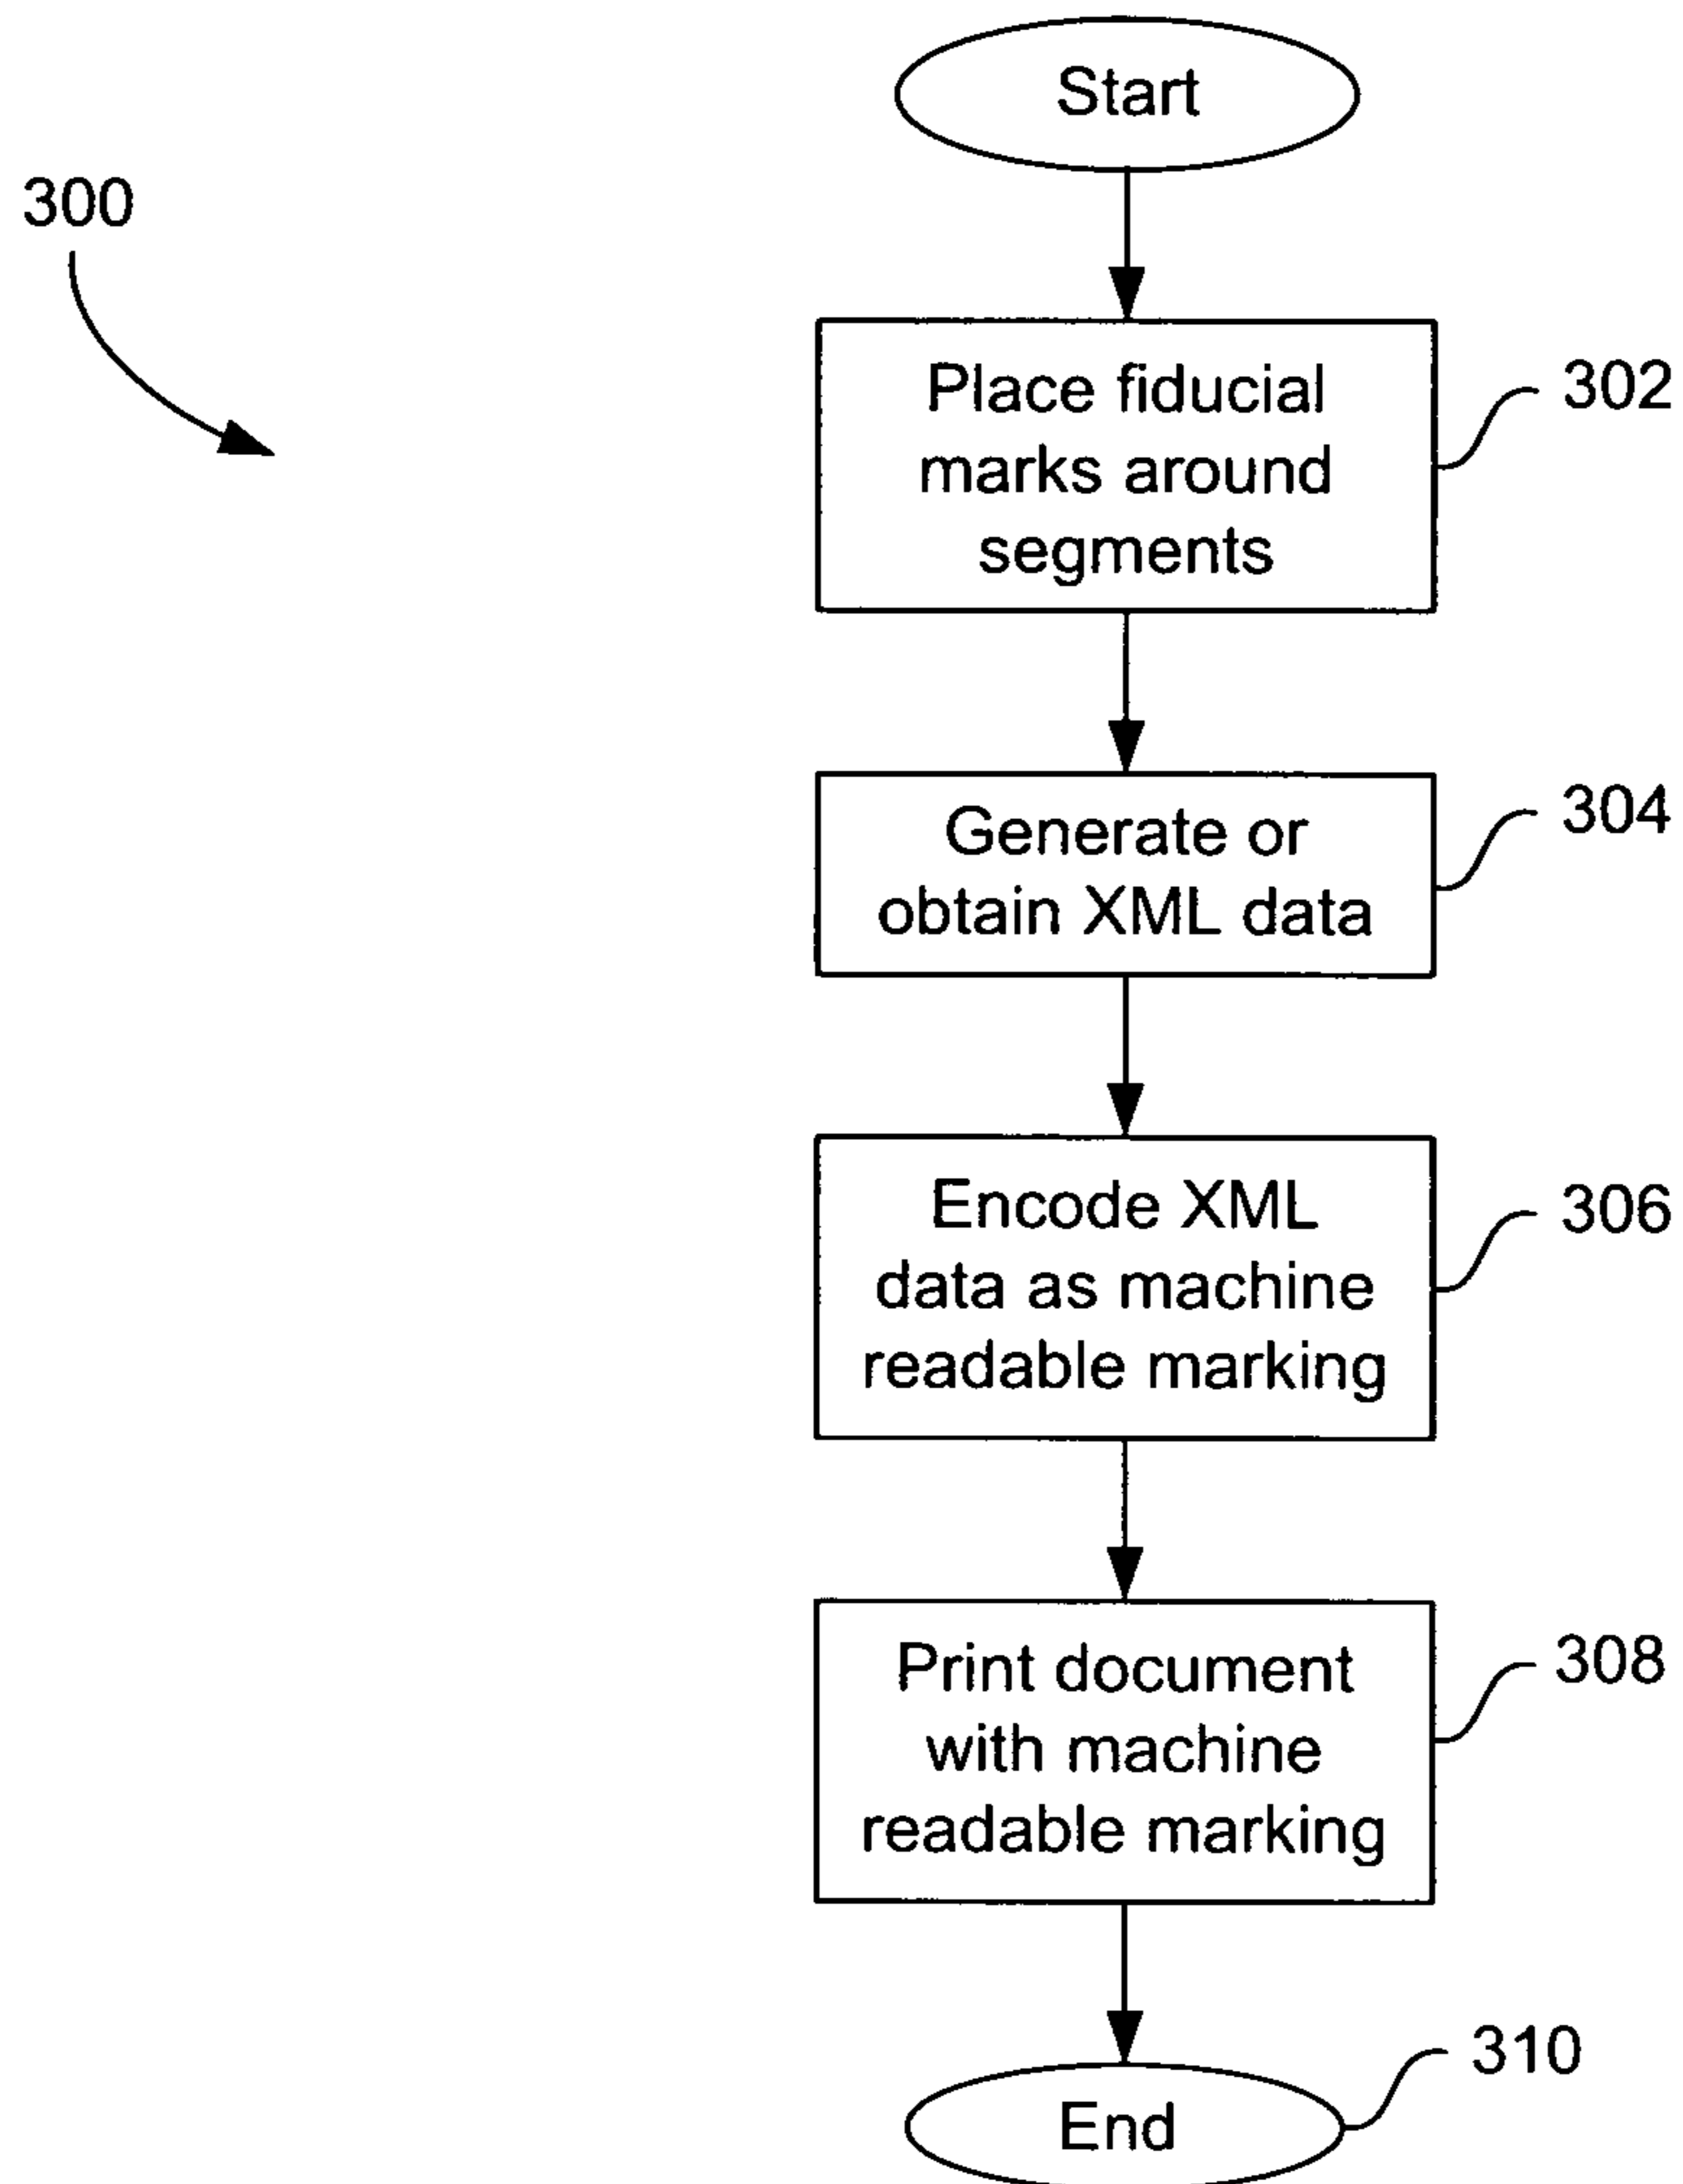 Start
300
Place fiducial
marks around
segments
302
Generate or
obtain XML data
304
Encode XML
data as machine
readable marking
306
Print document
with machine
readable marking
308
End
310